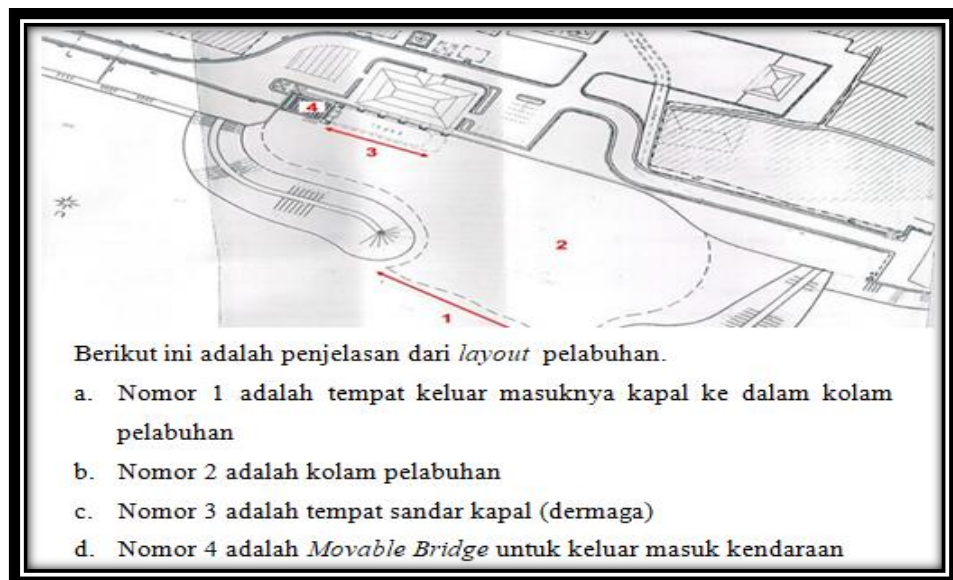 4
3
2
1
Berikut ini adalah penjelasan dari layout pelabuhan.
a. Nomor 1 adalah tempat keluar masuknya kapal ke dalam kolam
pelabuhan
b. Nomor 2 adalah kolam pelabuhan
c. Nomor 3 adalah tempat sandar kapal (dermaga)
d. Nomor 4 adalah Movable Bridge untuk keluar masuk kendaraan